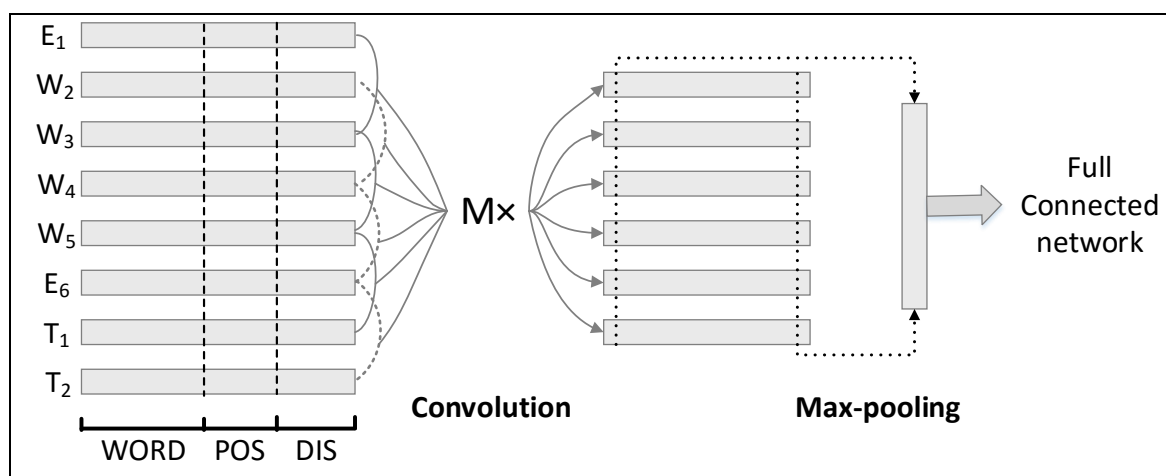 E1
W2
W3
W4
W5
E6
T1
T2
WORD POS DIS
M×
Convolution
Max-pooling
Full
Connected
network